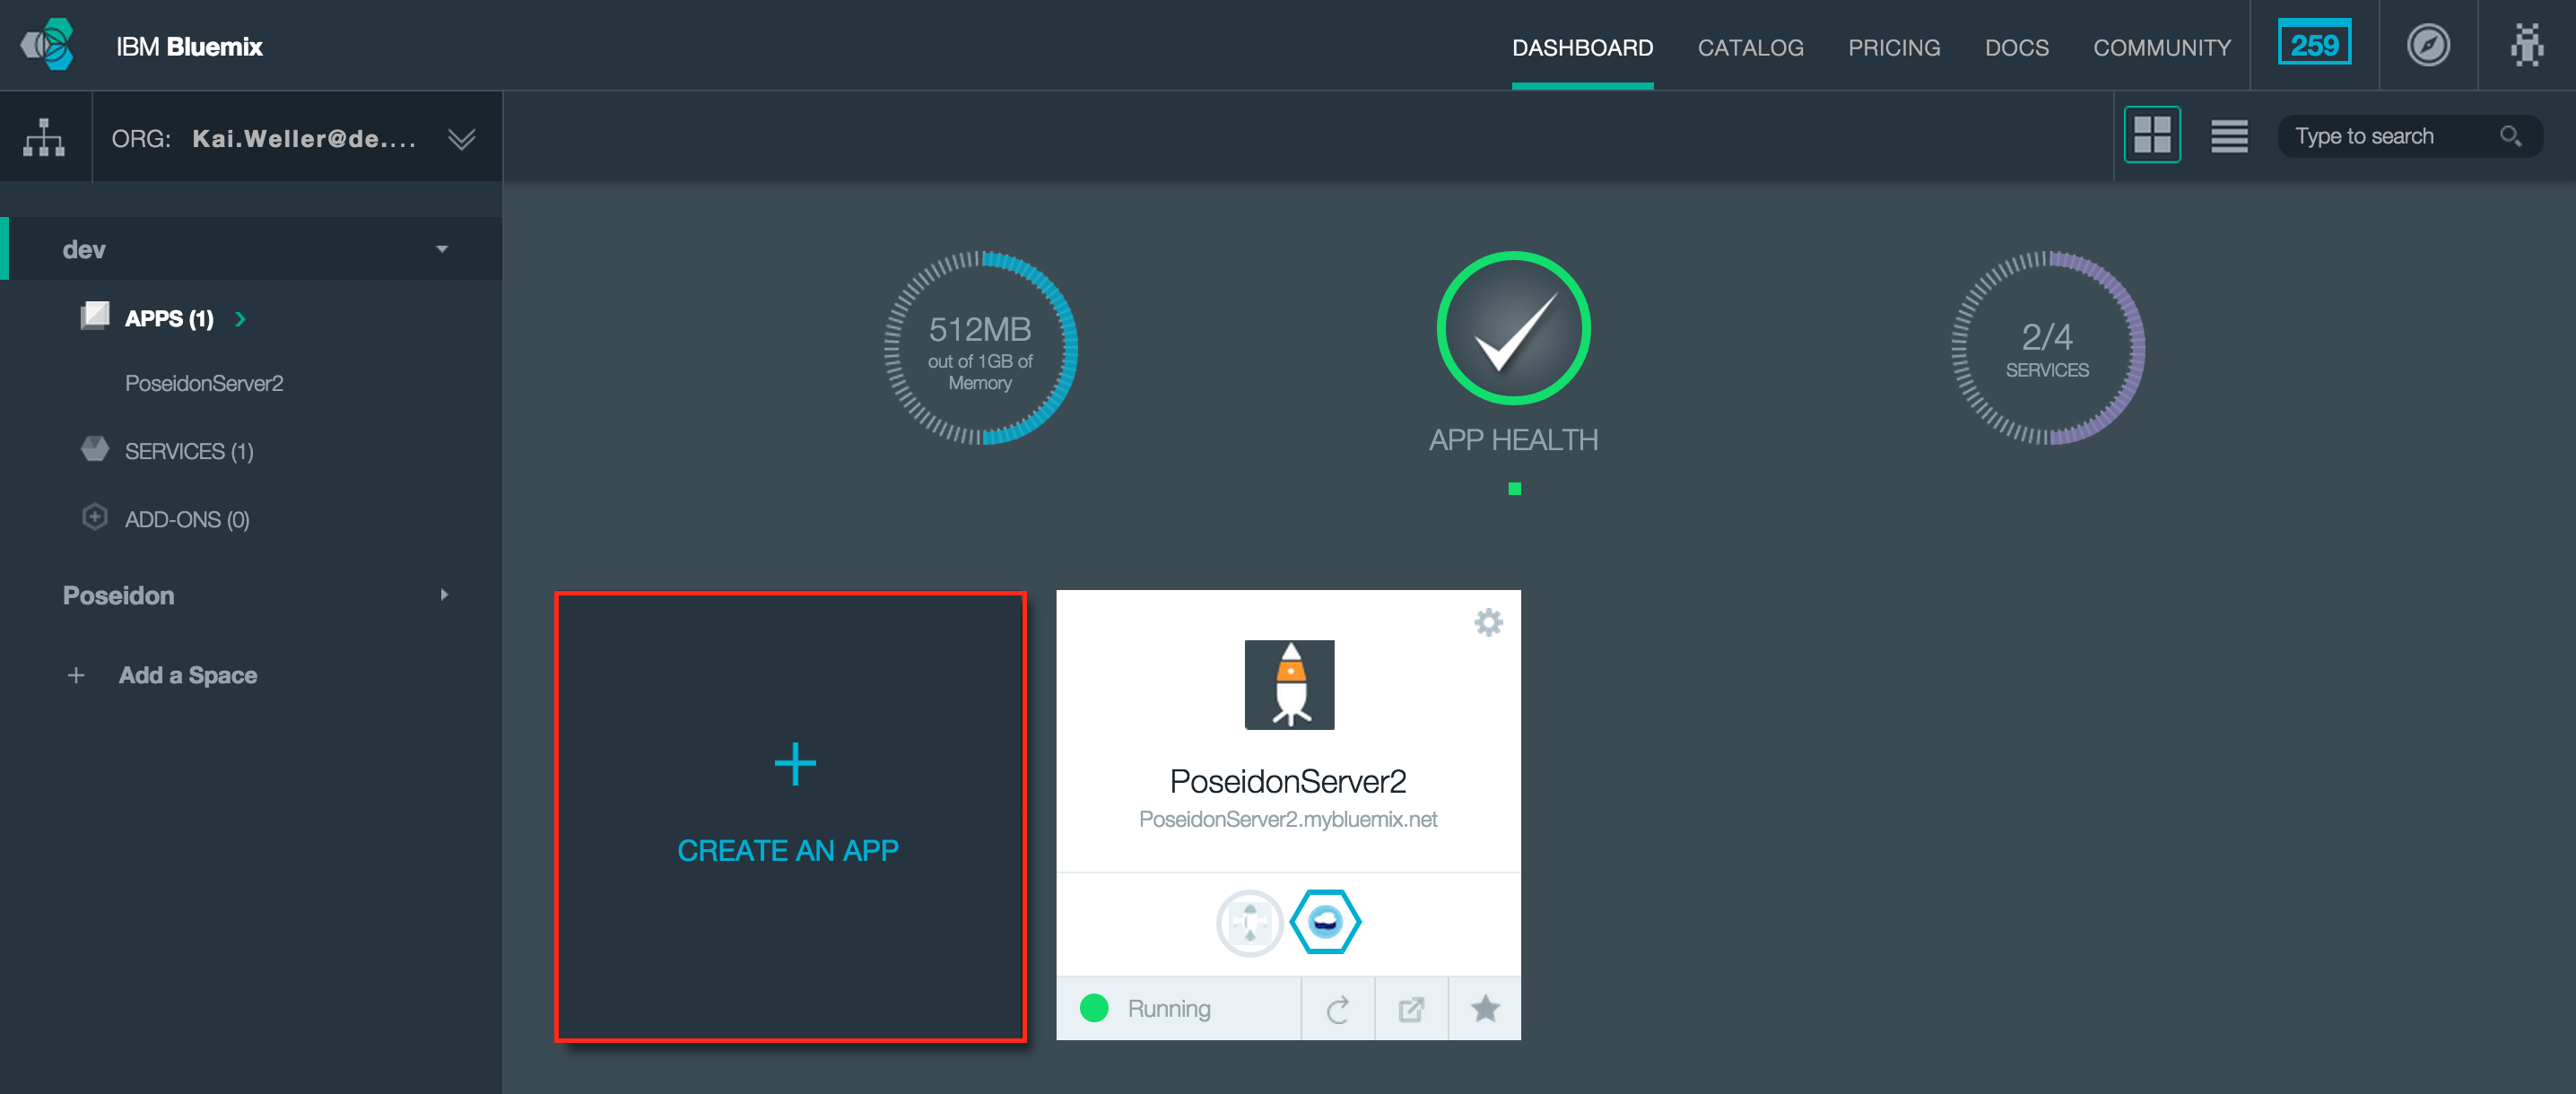 IBM Bluemix
DASHBOARD
CATALOG
PRICING
DOCS
COMMUNITY
259
ORG: Kai.Weller@de....
Type to search
dev
APPS (1)
PoseidonServer2
SERVICES (1)
ADD-ONS (0)
Poseidon
+ Add a Space
512MB
out of 1GB of
Memory
APP HEALTH
2/4
SERVICES
+
CREATE AN APP
PoseidonServer2
PoseidonServer2.mybluemix.net
Running